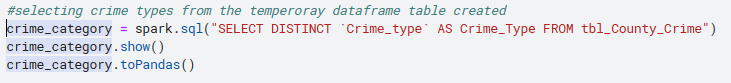 #selecting crime types from the temperoray dataframe table created
crime_category = spark.sql("SELECT DISTINCT `Crime_type` AS Crime_Type FROM tbl_County_Crime")
crime_category.show()
crime_category.toPandas()